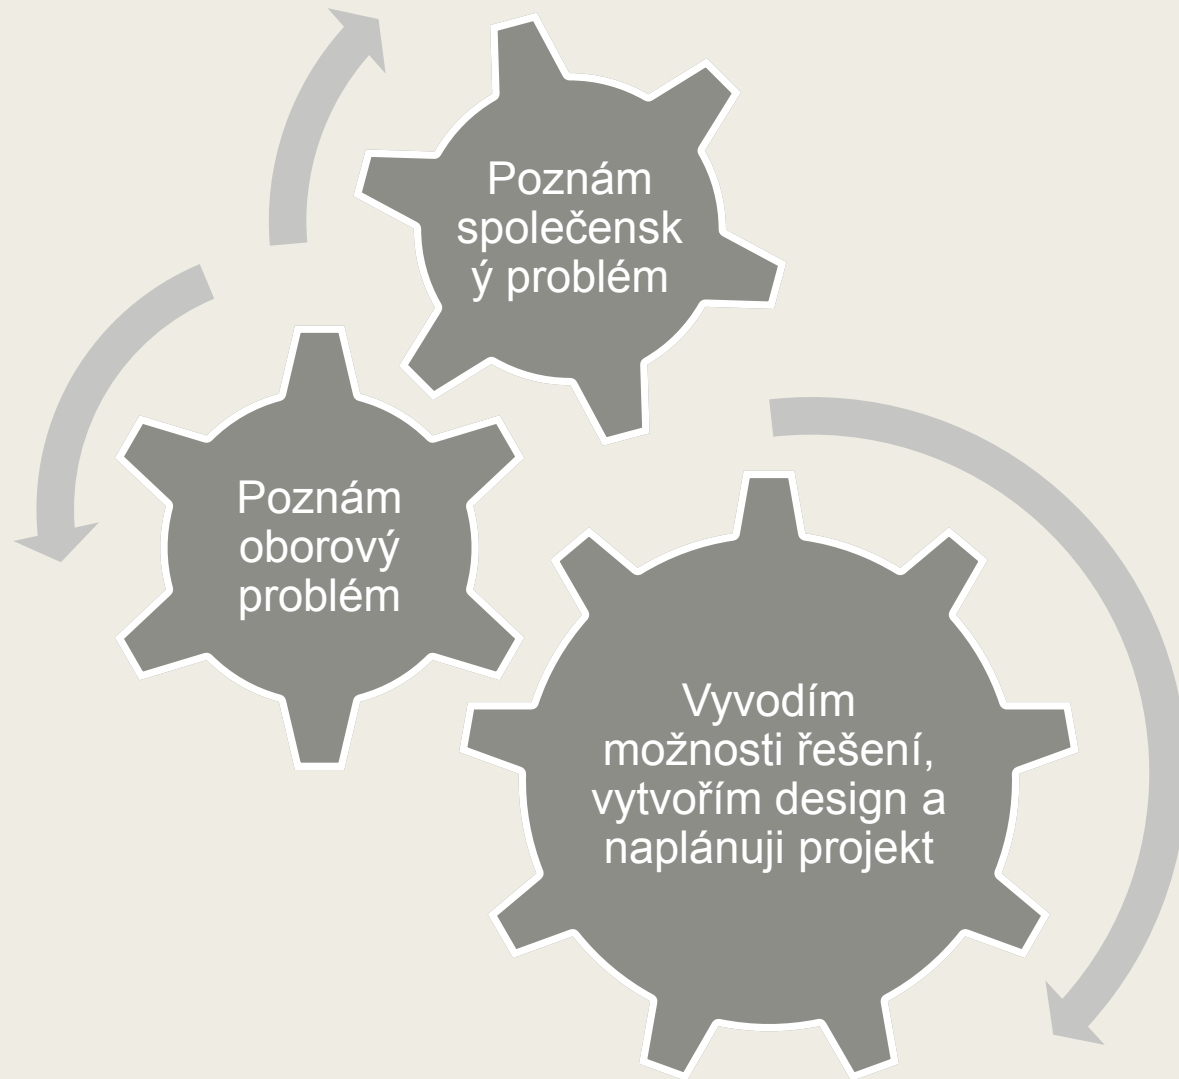 Poznám
společensk
ý problém
Poznám
oborový
problém
Vyvodím
možnosti řešení,
vytvořím design a
naplánuji projekt